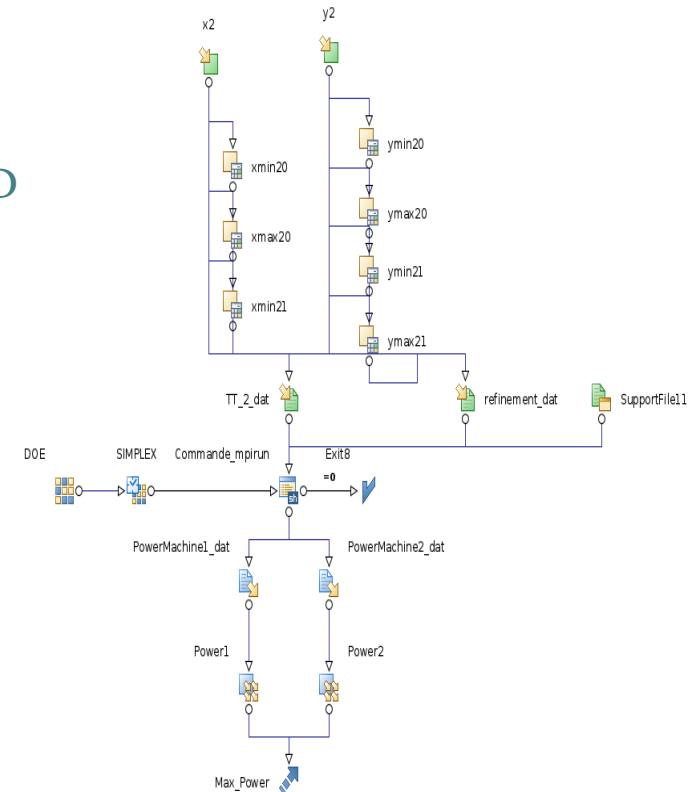 x2
y2
xmin20
ymin20
xmax20
ymax20
xmin21
ymin21
ymax21
TT_2_dat
refinement_dat
SupportFile11
DOE
SIMPLEX
Commande_mpirun
Exit8
=0
sh
PowerMachine1_dat
PowerMachine2_dat
Power1
Power2
Max_Power